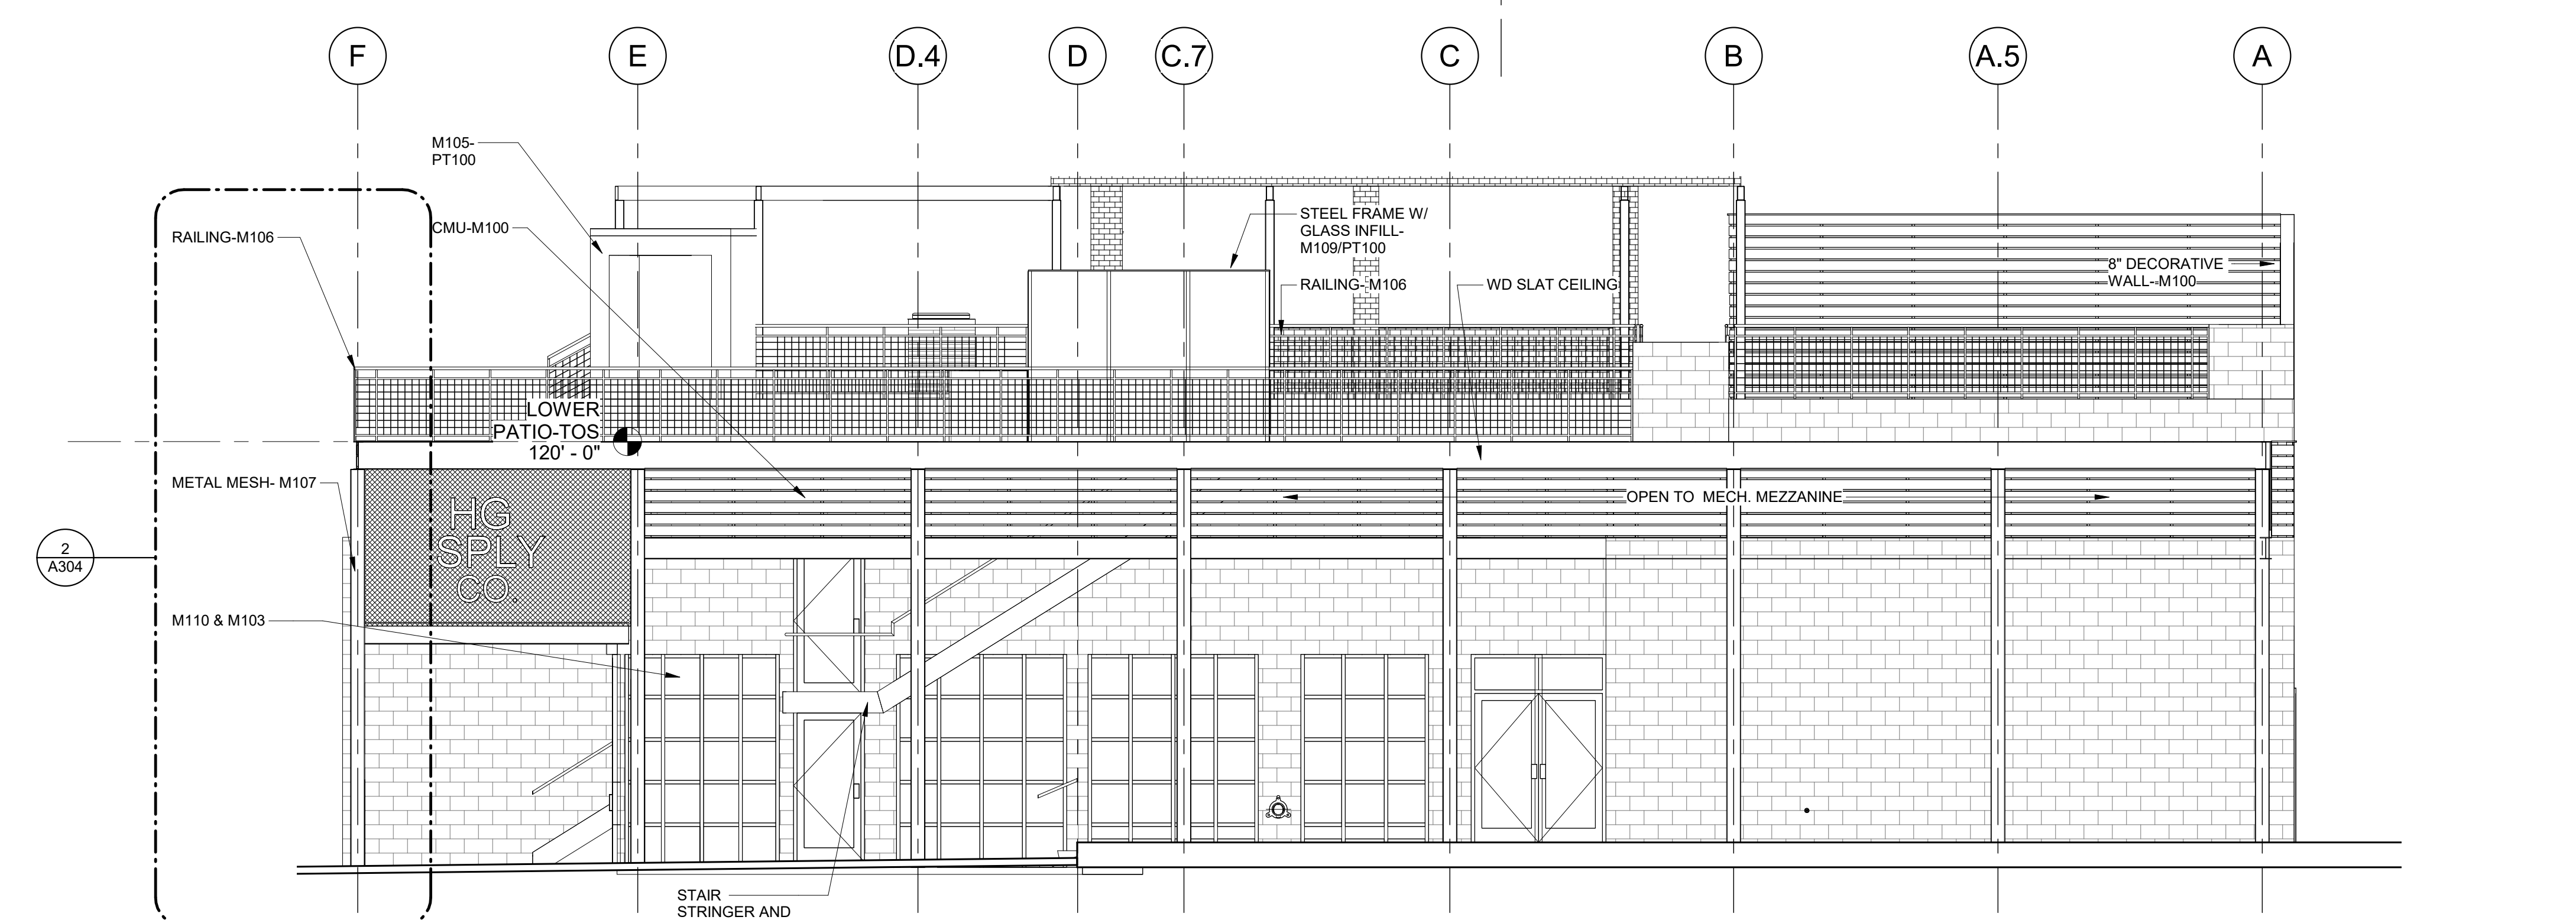 F
E
D.4
D
C.7
C
B
A.5
A
M105-
PT100
CMU-M100
RAILING-M106
STEEL FRAME W/
GLASS INFILL-
M109/PT100
RAILING- M106
WD SLAT CEILING
8" DECORATIVE
WALL--M100
LOWER
PATIO-TOS
120' - 0"
METAL MESH- M107
HG
SPLY
CO.
OPEN TO MECH. MEZZANINE
2
A304
M110 & M103
STAIR
STRINGER AND